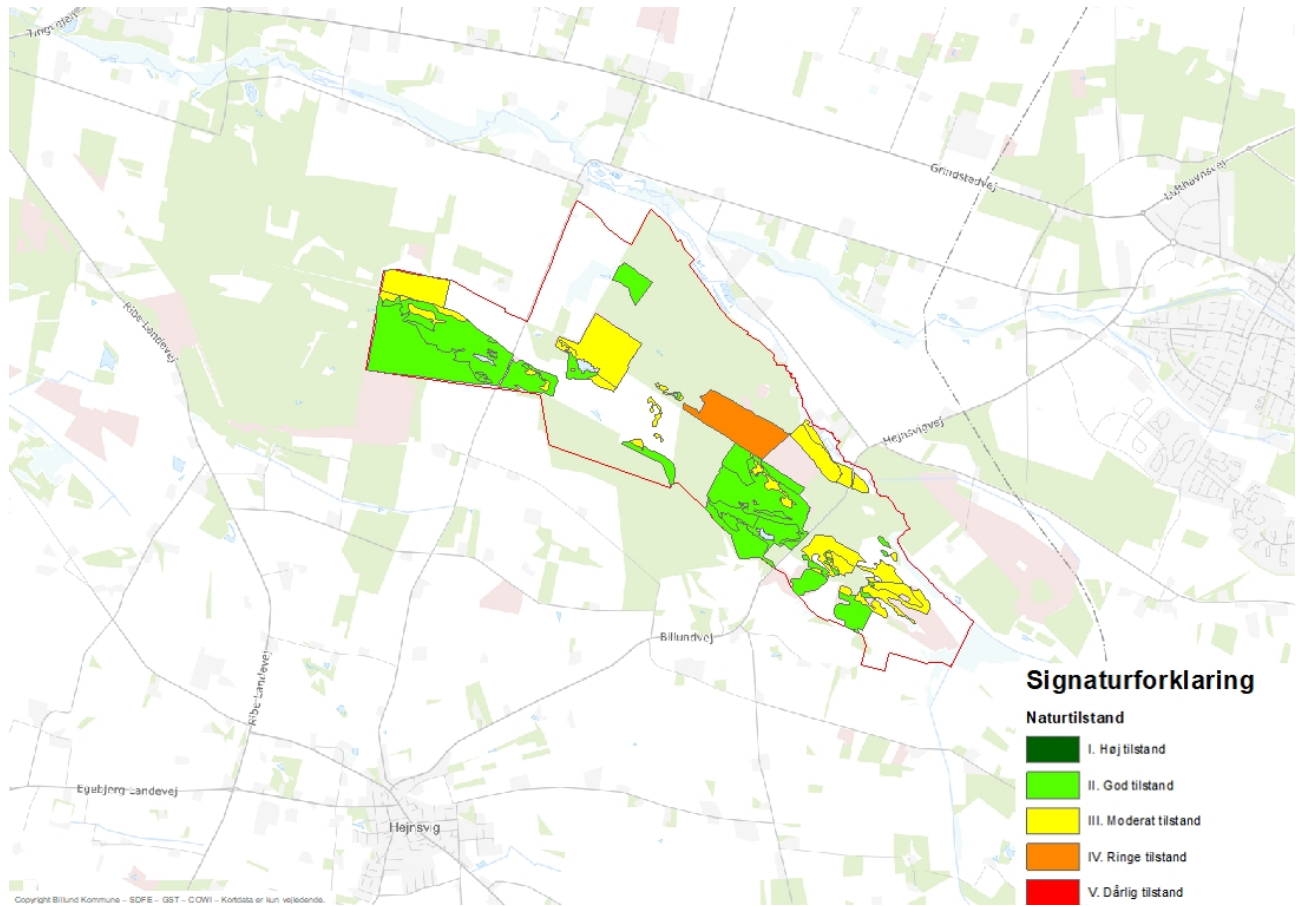 Grindstedvej
Lufthavnsvej
Ribe Landevej
Hejnsvigvej
Billundvej
Ribe Landevej
Egebjerg Landevej
Hejnsvig
Signaturforklaring
Naturtilstand
I. Høj tilstand
II. God tilstand
III. Moderat tilstand
IV. Ringe tilstand
V. Dårlig tilstand
Copyright Billund Kommune - SDFE - GST - COWI - Kortdata er kun vejledende.